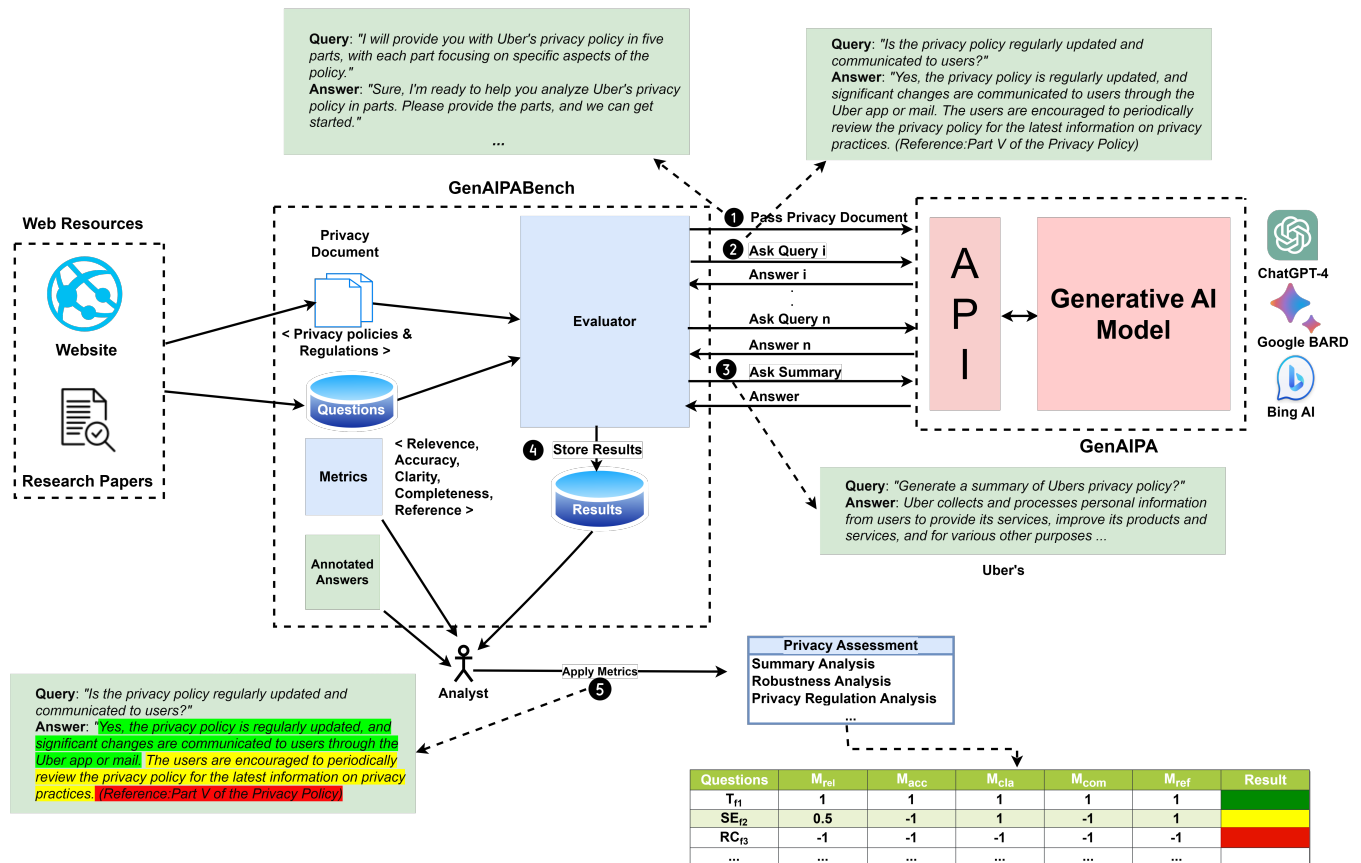 Query: "I will provide you with Uber's privacy policy in five
parts, with each part focusing on specific aspects of the
policy."
Answer: "Sure, I'm ready to help you analyze Uber's privacy
policy in parts. Please provide the parts, and we can get
started."
...
Query: "Is the privacy policy regularly updated and
communicated to users?"
Answer: "Yes, the privacy policy is regularly updated, and
significant changes are communicated to users through the
Uber app or mail. The users are encouraged to periodically
review the privacy policy for the latest information on privacy
practices. (Reference:Part V of the Privacy Policy)
Web Resources
Website
Research Papers
GenAIPABench
Privacy
Document
< Privacy policies &
Regulations >
Questions
Metrics
< Relevence,
Accuracy,
Clarity,
Completeness,
Reference >
Annotated
Answers
Evaluator
4 Store Results
Results
1 Pass Privacy Document
2 Ask Query i
Answer i
.
.
Ask Query n
Answer n
3 Ask Summary
Answer
A
P
I
Generative AI
Model
GenAIPA
ChatGPT-4
Google BARD
Bing AI
Query: "Generate a summary of Ubers privacy policy?"
Answer: Uber collects and processes personal information
from users to provide its services, improve its products and
services, and for various other purposes ...
Uber's
Analyst
Apply Metrics
5
Privacy Assessment
Summary Analysis
Robustness Analysis
Privacy Regulation Analysis
...
Query: "Is the privacy policy regularly updated and
communicated to users?"
Answer: "Yes, the privacy policy is regularly updated, and
significant changes are communicated to users through the
Uber app or mail. The users are encouraged to periodically
review the privacy policy for the latest information on privacy
practices. (Reference:Part V of the Privacy Policy)
Questions Mrel Macc Mcla Mcom Mref Result
Tf1 1 1 1 1 1
SEf2 0.5 -1 1 -1 1
RCf3 -1 -1 -1 -1 -1
... ... ... ... ... ...